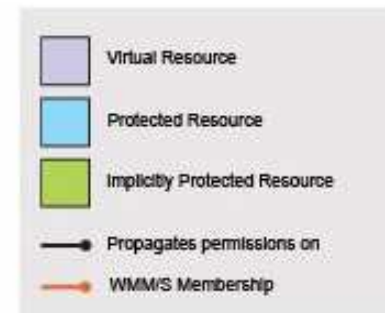 Virtual Resource
Protected Resource
Implicitly Protected Resource
Propagates permissions on
WMM/S Membership